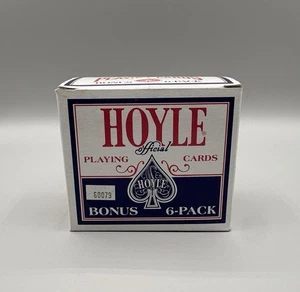 HOYLE®
official
PLAYING CARDS
HOYLE
60079
BONUS 6-PACK